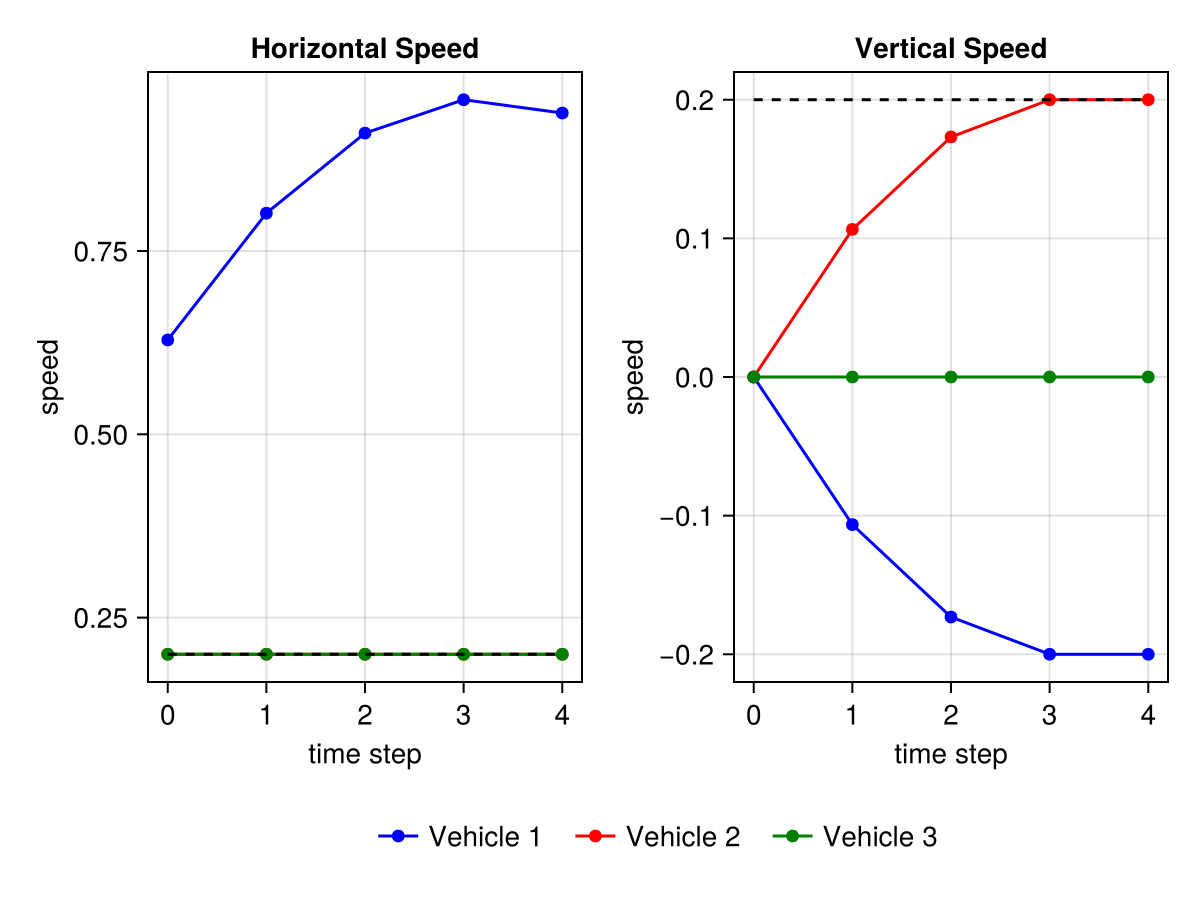 Horizontal Speed
speed
0.75
0.50
0.25
0
1
2
3
4
time step
Vertical Speed
speed
0.2
0.1
0.0
−0.1
−0.2
0
1
2
3
4
time step
Vehicle 1
Vehicle 2
Vehicle 3